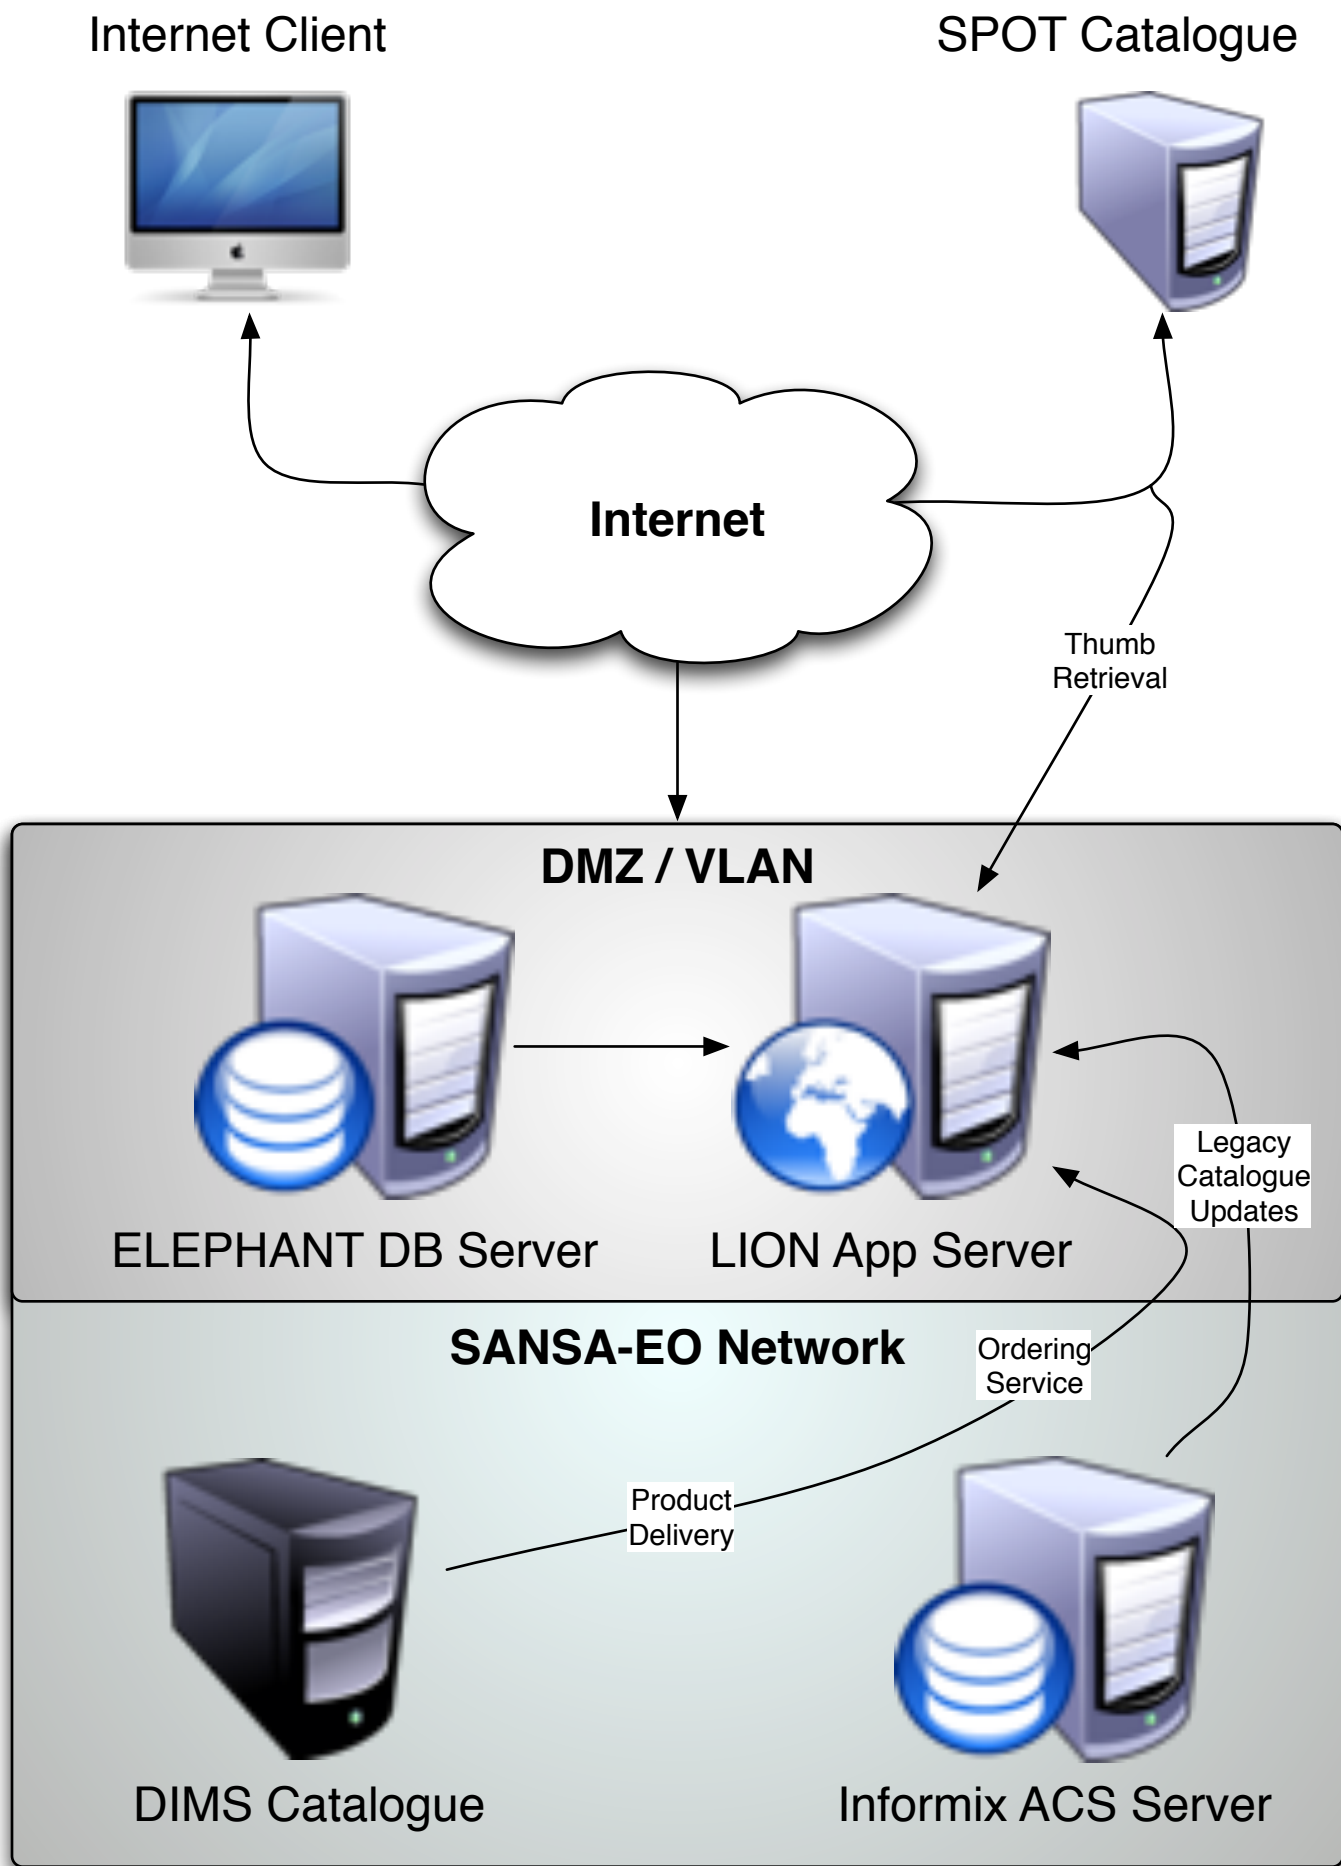 Internet Client
SPOT Catalogue
Internet
Thumb
Retrieval
DMZ / VLAN
Legacy
Catalogue
Updates
ELEPHANT DB Server
LION App Server
SANSA-EO Network
Ordering
Service
Product
Delivery
DIMS Catalogue
Informix ACS Server